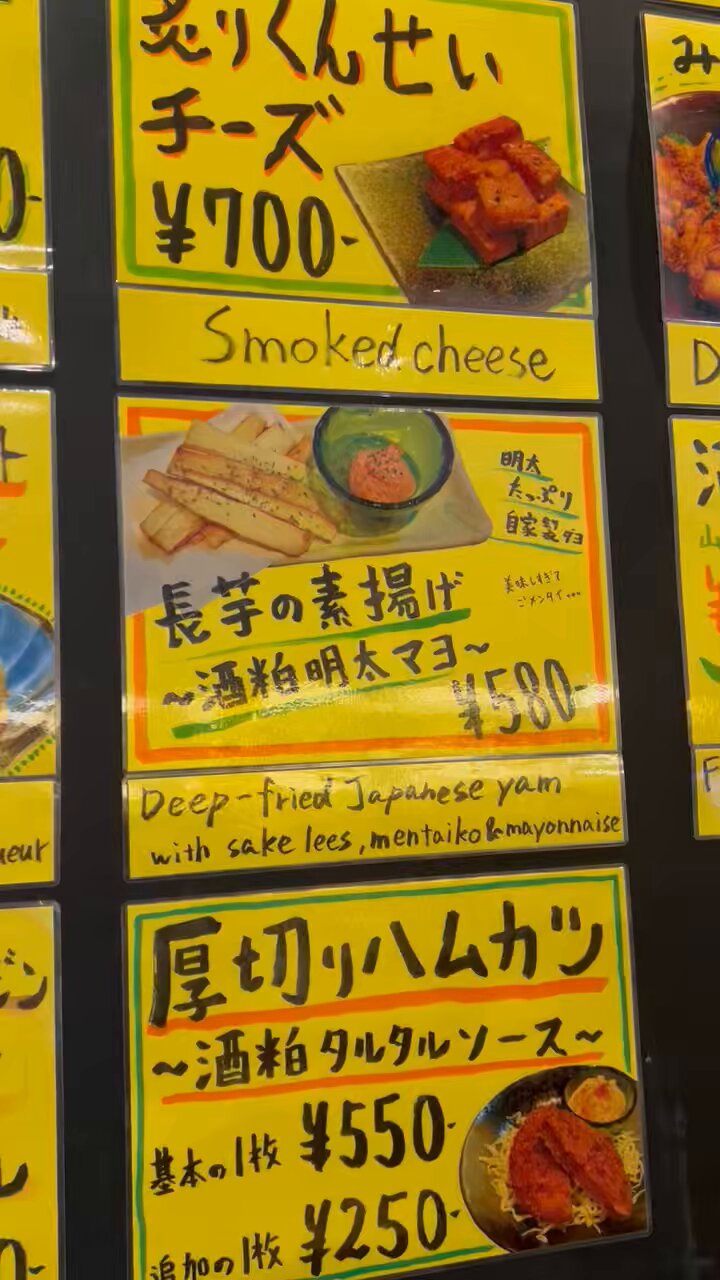 炙りくんせい
チーズ
¥700-
Smoked cheese
明太
たっぷり
自家製タヨ
美味しすぎて
ごメンタイ...
長芋の素揚げ
~酒粕明太マヨ~
¥580-
Deep-fried Japanese yam
with sake lees, mentaiko&mayonnaise
厚切りハムカツ
~酒粕タルタルソース~
基本の1枚 ¥550-
追加の1枚 ¥250-